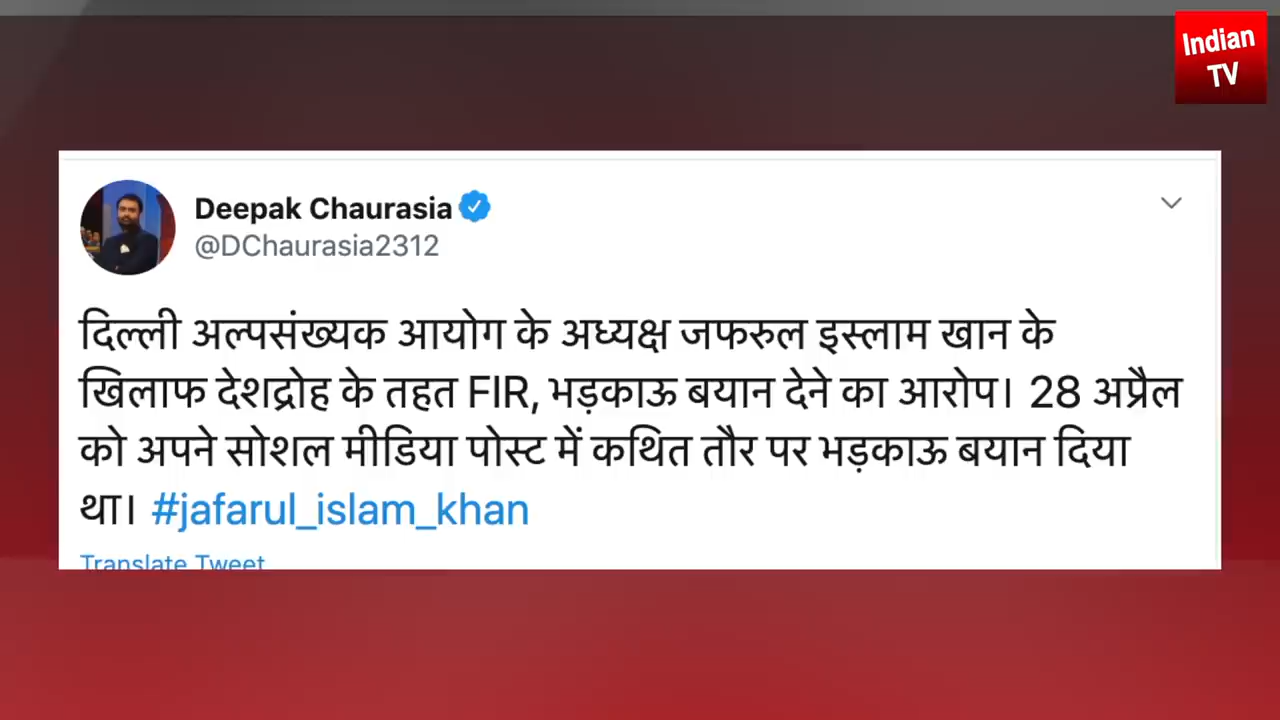 Indian
TV
Deepak Chaurasia
@DChaurasia2312
दिल्ली अल्पसंख्यक आयोग के अध्यक्ष जफरुल इस्लाम खान के
खिलाफ देशद्रोह के तहत FIR, भड़काऊ बयान देने का आरोप। 28 अप्रैल
को अपने सोशल मीडिया पोस्ट में कथित तौर पर भड़काऊ बयान दिया
था। #jafarul_islam_khan
Translate Tweet